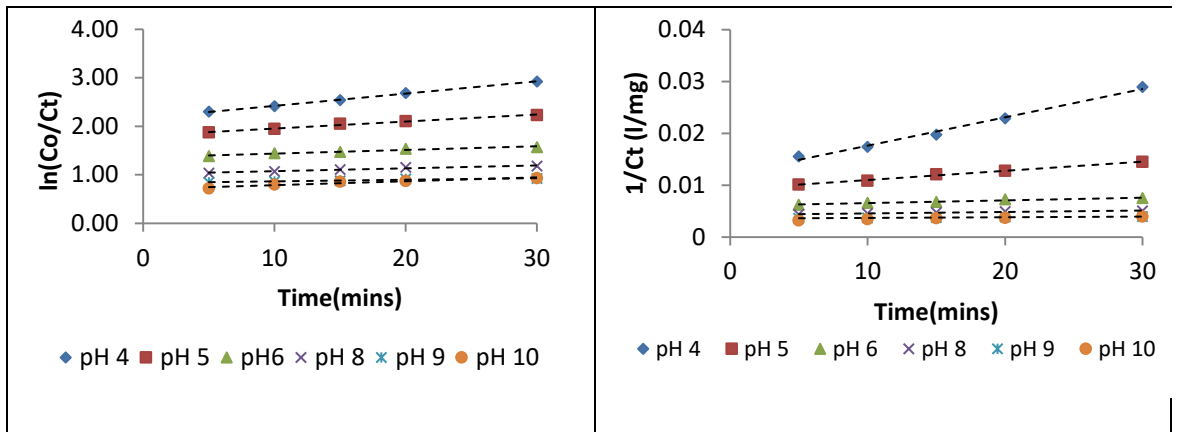 4.00
3.00
2.00
1.00
0.00
ln(Co/Ct)
0 10 20 30
Time(mins)
pH 4 pH 5 pH6 pH 8 pH 9 pH 10
0.04
0.03
0.02
0.01
0
1/Ct (l/mg)
0 10 20 30
Time(mins)
pH 4 pH 5 pH 6 pH 8 pH 9 pH 10